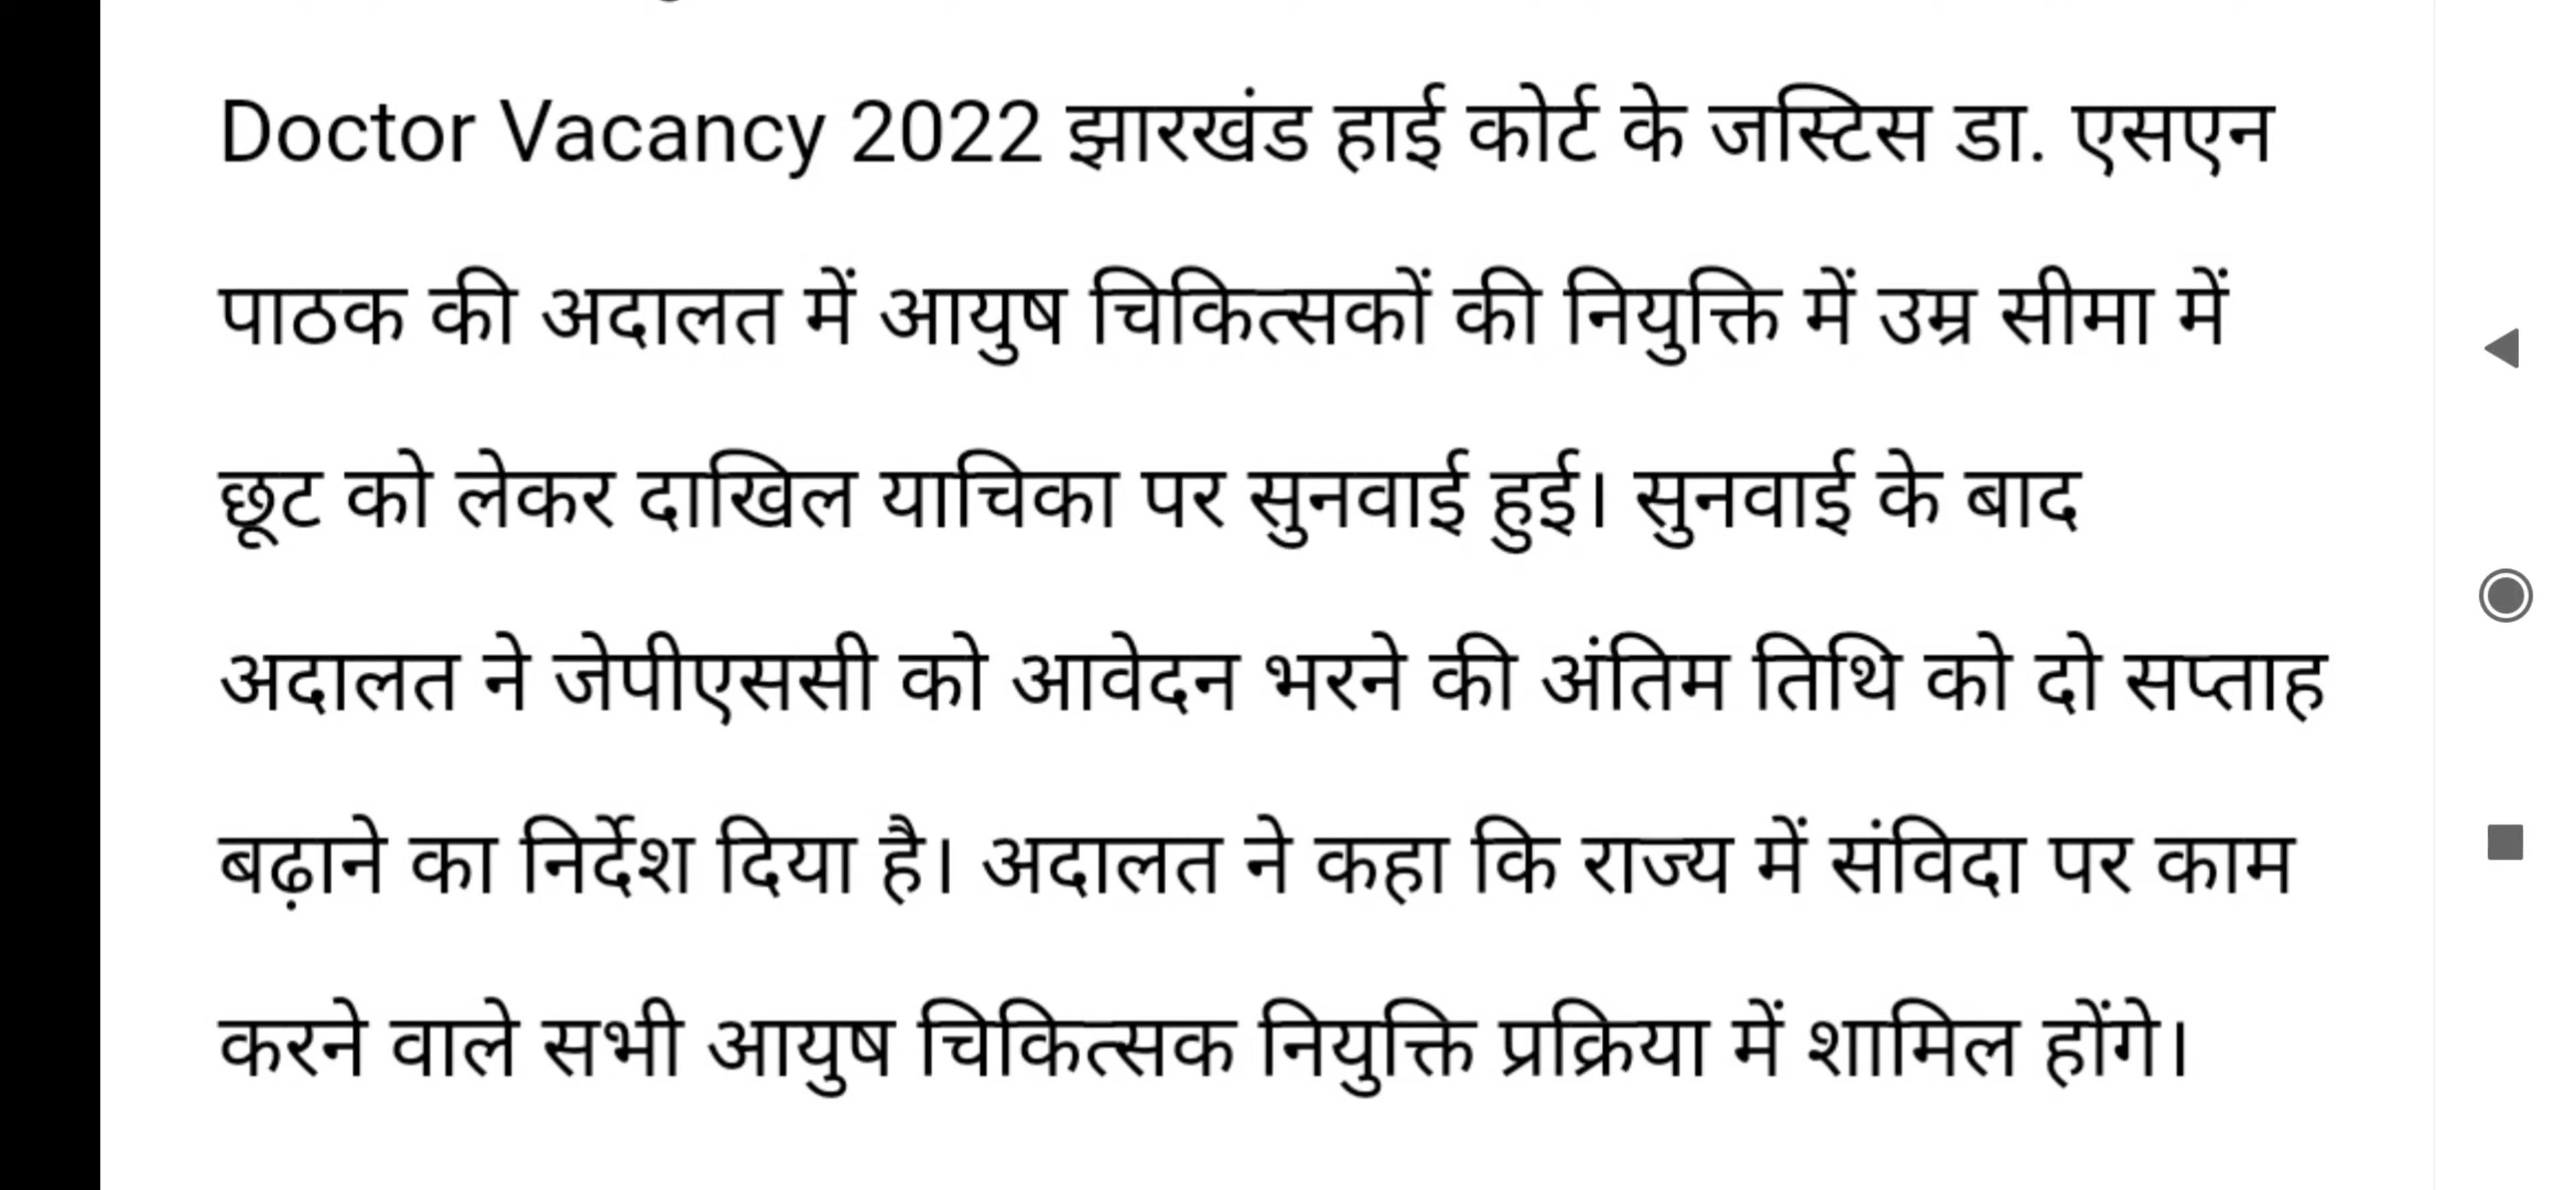 Doctor Vacancy 2022 झारखंड हाई कोर्ट के जस्टिस डा. एसएन
पाठक की अदालत में आयुष चिकित्सकों की नियुक्ति में उम्र सीमा में
छूट को लेकर दाखिल याचिका पर सुनवाई हुई। सुनवाई के बाद
अदालत ने जेपीएससी को आवेदन भरने की अंतिम तिथि को दो सप्ताह
बढ़ाने का निर्देश दिया है। अदालत ने कहा कि राज्य में संविदा पर काम
करने वाले सभी आयुष चिकित्सक नियुक्ति प्रक्रिया में शामिल होंगे।